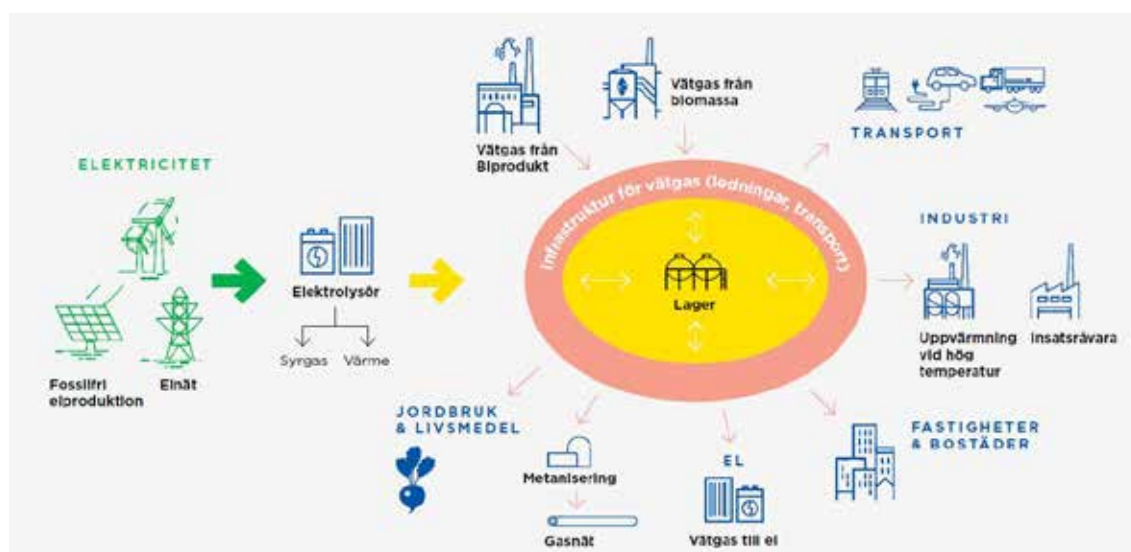 Vätgas från
biomassa
Vätgas från
Biprodukt
TRANSPORT
ELEKTRICITET
Infrastruktur för vätgas (ledningar, transport)
INDUSTRI
Elektrolysör
Lager
Syrgas
Värme
Uppvärmning
vid hög
temperatur
Insatsråvara
Fossilfri
elproduktion
Elnät
JORDBRUK
& LIVSMEDEL
FASTIGHETER
& BOSTÄDER
Metanisering
EL
Gasnät
Vätgas till el